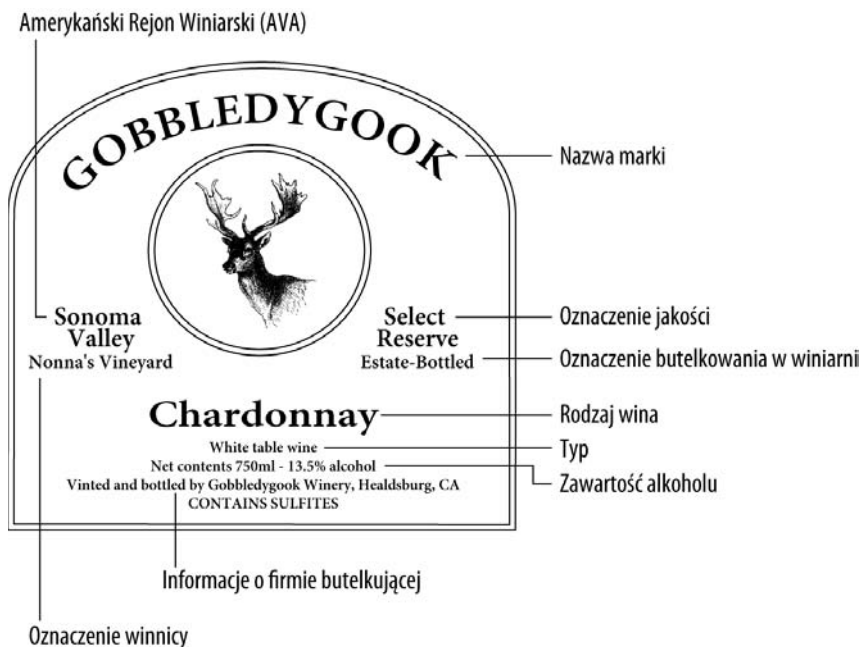 Amerykański Rejon Winiarski (AVA)
GOBBLEDYGOOK
Nazwa marki
Sonoma
Valley
Nonna's Vineyard
Select
Reserve
Estate-Bottled
Oznaczenie jakości
Oznaczenie butelkowania w winiarni
Chardonnay
Rodzaj wina
White table wine
Typ
Net contents 750ml - 13.5% alcohol
Zawartość alkoholu
Vinted and bottled by Gobbledygook Winery, Healdsburg, CA
CONTAINS SULFITES
Informacje o firmie butelkującej
Oznaczenie winnicy